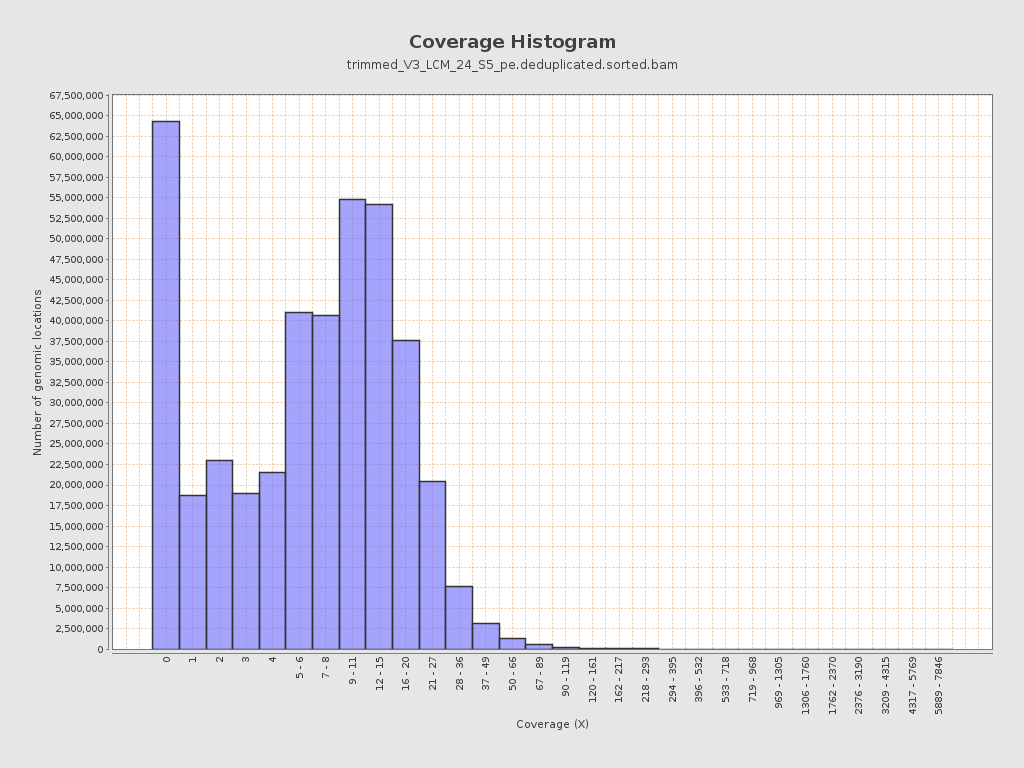 Coverage Histogram
trimmed_V3_LCM_24_S5_pe.deduplicated.sorted.bam
Number of genomic locations
67,500,000
65,000,000
62,500,000
60,000,000
57,500,000
55,000,000
52,500,000
50,000,000
47,500,000
45,000,000
42,500,000
40,000,000
37,500,000
35,000,000
32,500,000
30,000,000
27,500,000
25,000,000
22,500,000
20,000,000
17,500,000
15,000,000
12,500,000
10,000,000
7,500,000
5,000,000
2,500,000
0
0
1
2
3
4
5 - 6
7 - 8
9 - 11
12 - 15
16 - 20
21 - 27
28 - 36
37 - 49
50 - 66
67 - 89
90 - 119
120 - 161
162 - 217
218 - 293
294 - 395
396 - 532
533 - 718
719 - 968
969 - 1305
1306 - 1760
1762 - 2370
2376 - 3190
3209 - 4315
4317 - 5769
5889 - 7846
Coverage (X)